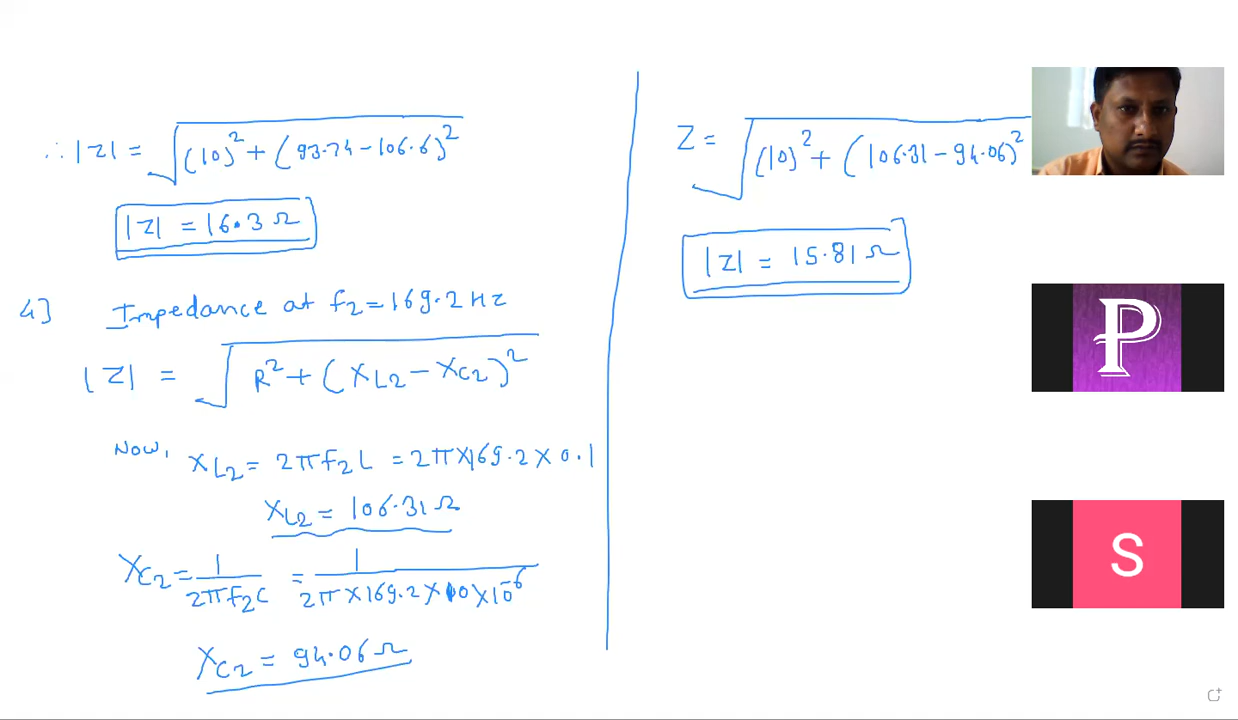 ∴ |Z| = √((10)² + (93.74 - 106.6)²)
|Z| = 16.3 Ω
4] Impedance at f₂ = 169.2 Hz
|Z| = √(R² + (XL₂ - XC₂)²)
Now, XL₂ = 2πf₂L = 2π×169.2×0.1
XL₂ = 106.31 Ω
XC₂ = 1/(2πf₂C) = 1/(2π×169.2×10×10⁻⁶)
XC₂ = 94.06 Ω
Z = √((10)² + (106.31 - 94.06)²)
|Z| = 15.81 Ω
P
S